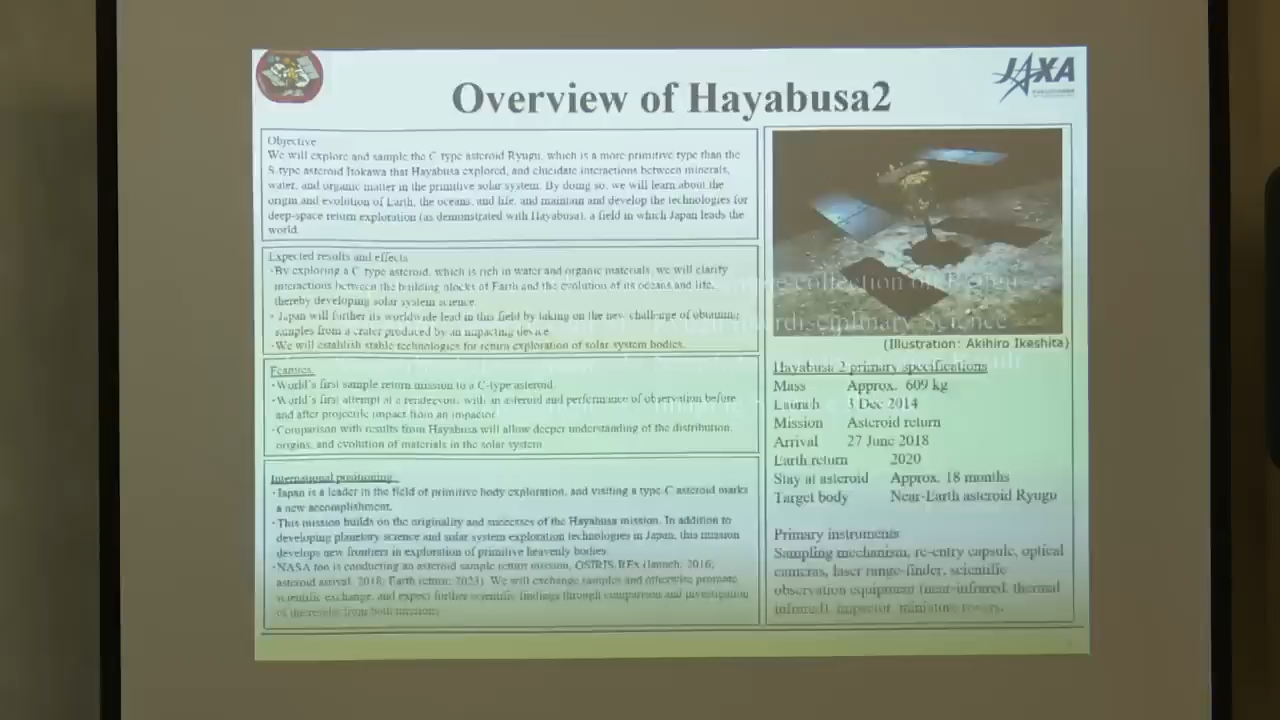 JAXA
Overview of Hayabusa2
Objective
We will explore and sample the C-type asteroid Ryugu, which is a more primitive type than the
S-type asteroid Itokawa that Hayabusa explored, and elucidate interactions between minerals,
water, and organic matter in the primitive solar system. By doing so, we will learn about the
origin and evolution of Earth, the oceans, and life, and maintain and develop the technologies for
deep-space return exploration (as demonstrated with Hayabusa), a field in which Japan leads the
world.
Expected results and effects
・By exploring a C-type asteroid, which is rich in water and organic materials, we will clarify
interactions between the building blocks of Earth and the evolution of its oceans and life,
thereby developing solar system science.
・Japan will further its worldwide lead in this field by taking on the new challenge of obtaining
samples from a crater produced by an impacting device.
・We will establish stable technologies for return exploration of solar system bodies.
Features
・World's first sample return mission to a C-type asteroid.
・World's first attempt at a rendezvous with an asteroid and performance of observation before
and after projectile impact from an impactor.
・Comparison with results from Hayabusa will allow deeper understanding of the distribution,
origins, and evolution of materials in the solar system.
International positioning
・Japan is a leader in the field of primitive body exploration, and visiting a type-C asteroid marks
a new accomplishment.
・This mission builds on the originality and successes of the Hayabusa mission. In addition to
developing planetary science and solar system exploration technologies in Japan, this mission
develops new frontiers in exploration of primitive heavenly bodies.
・NASA too is conducting an asteroid sample return mission, OSIRIS-REx (launch: 2016;
asteroid arrival: 2018; Earth return: 2023). We will exchange samples and otherwise promote
scientific exchange, and expect further scientific findings through comparison and investigation
of the results from both missions.
(Illustration: Akihiro Ikeshita)
Hayabusa 2 primary specifications
Mass Approx. 609 kg
Launch 3 Dec 2014
Mission Asteroid return
Arrival 27 June 2018
Earth return 2020
Stay at asteroid Approx. 18 months
Target body Near-Earth asteroid Ryugu
Primary instruments
Sampling mechanism, re-entry capsule, optical
cameras, laser range-finder, scientific
observation equipment (near-infrared, thermal
infrared), impactor, miniature rovers.